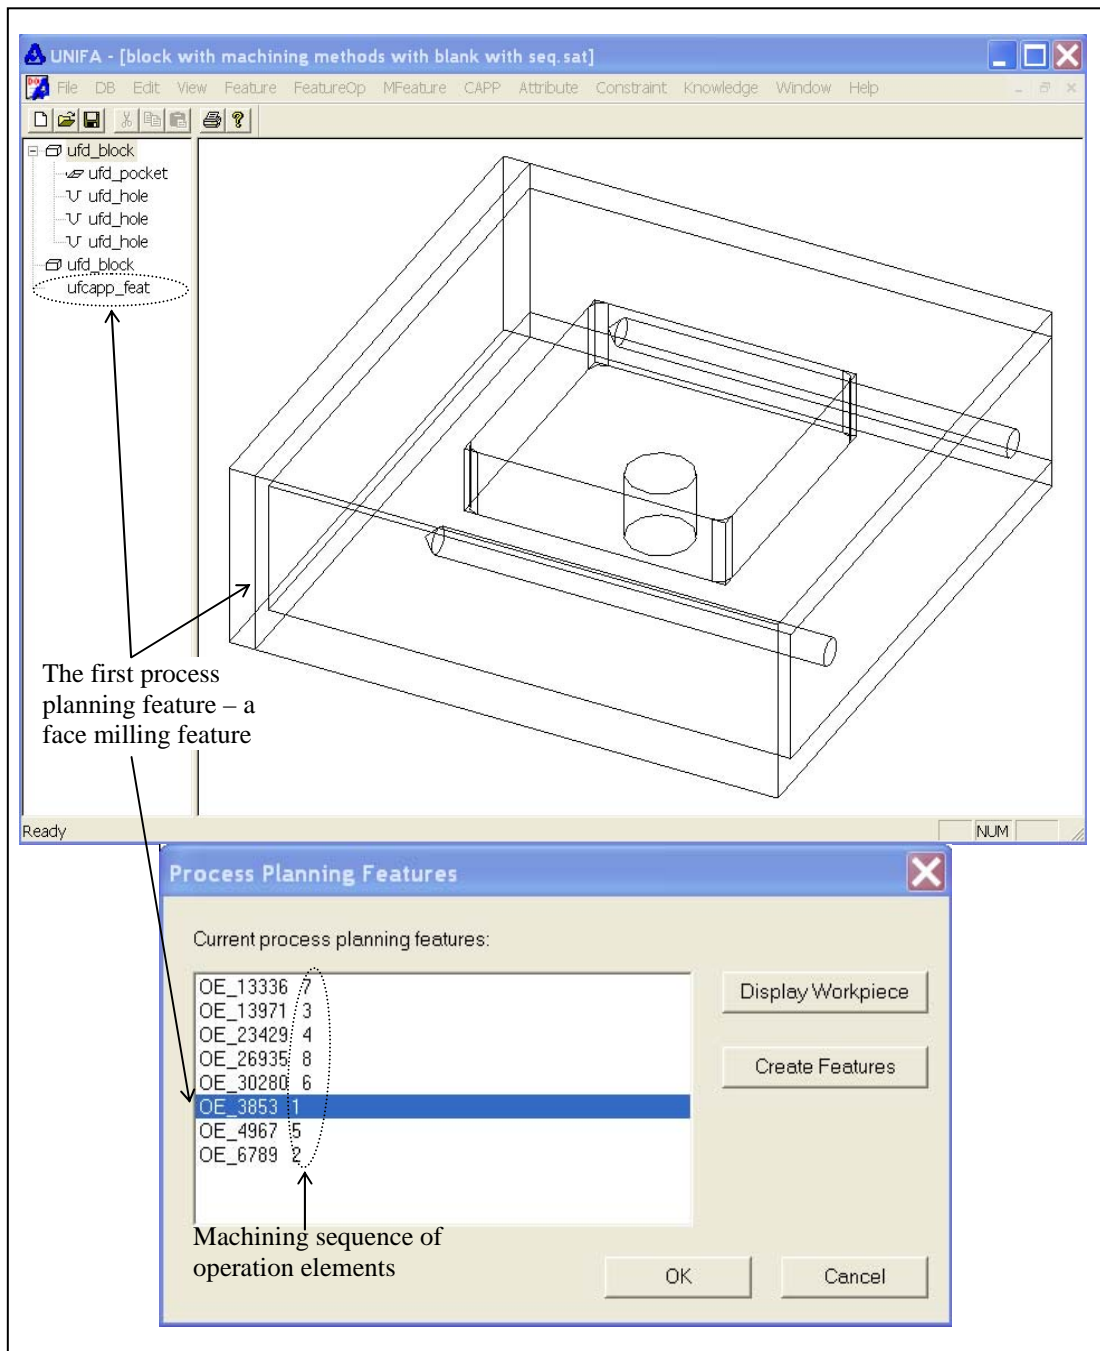 UNIFA - [block with machining methods with blank with seq.sat]
File DB Edit View Feature FeatureOp MFeature CAPP Attribute Constraint Knowledge Window Help
ufd_block
ufd_pocket
ufd_hole
ufd_hole
ufd_hole
ufd_block
ufcapp_feat
The first process
planning feature – a
face milling feature
Ready
NUM
Process Planning Features
Current process planning features:
OE_13336 7
OE_13971 3
OE_23429 4
OE_26935 8
OE_30280 6
OE_3853 1
OE_4967 5
OE_6789 2
Display Workpiece
Create Features
Machining sequence of
operation elements
OK
Cancel